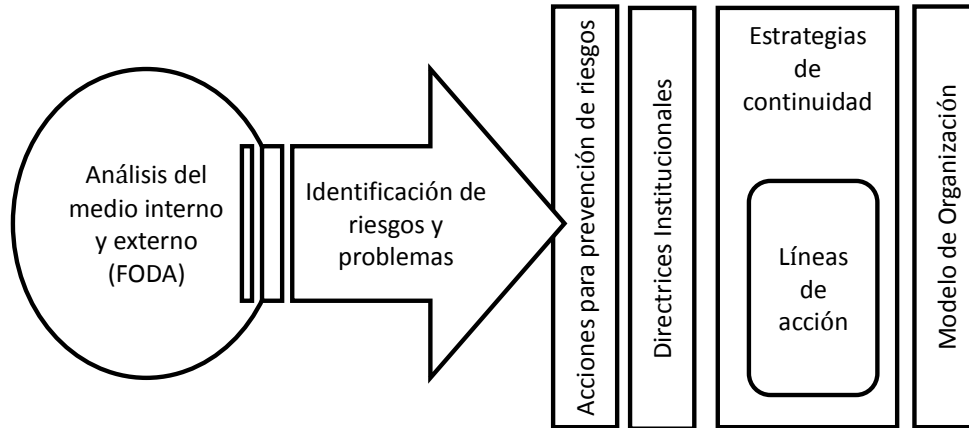 Análisis del
medio interno
y externo
(FODA)
Identificación de
riesgos y
problemas
Acciones para prevención de riesgos
Directrices Institucionales
Estrategias
de
continuidad
Líneas
de
acción
Modelo de Organización